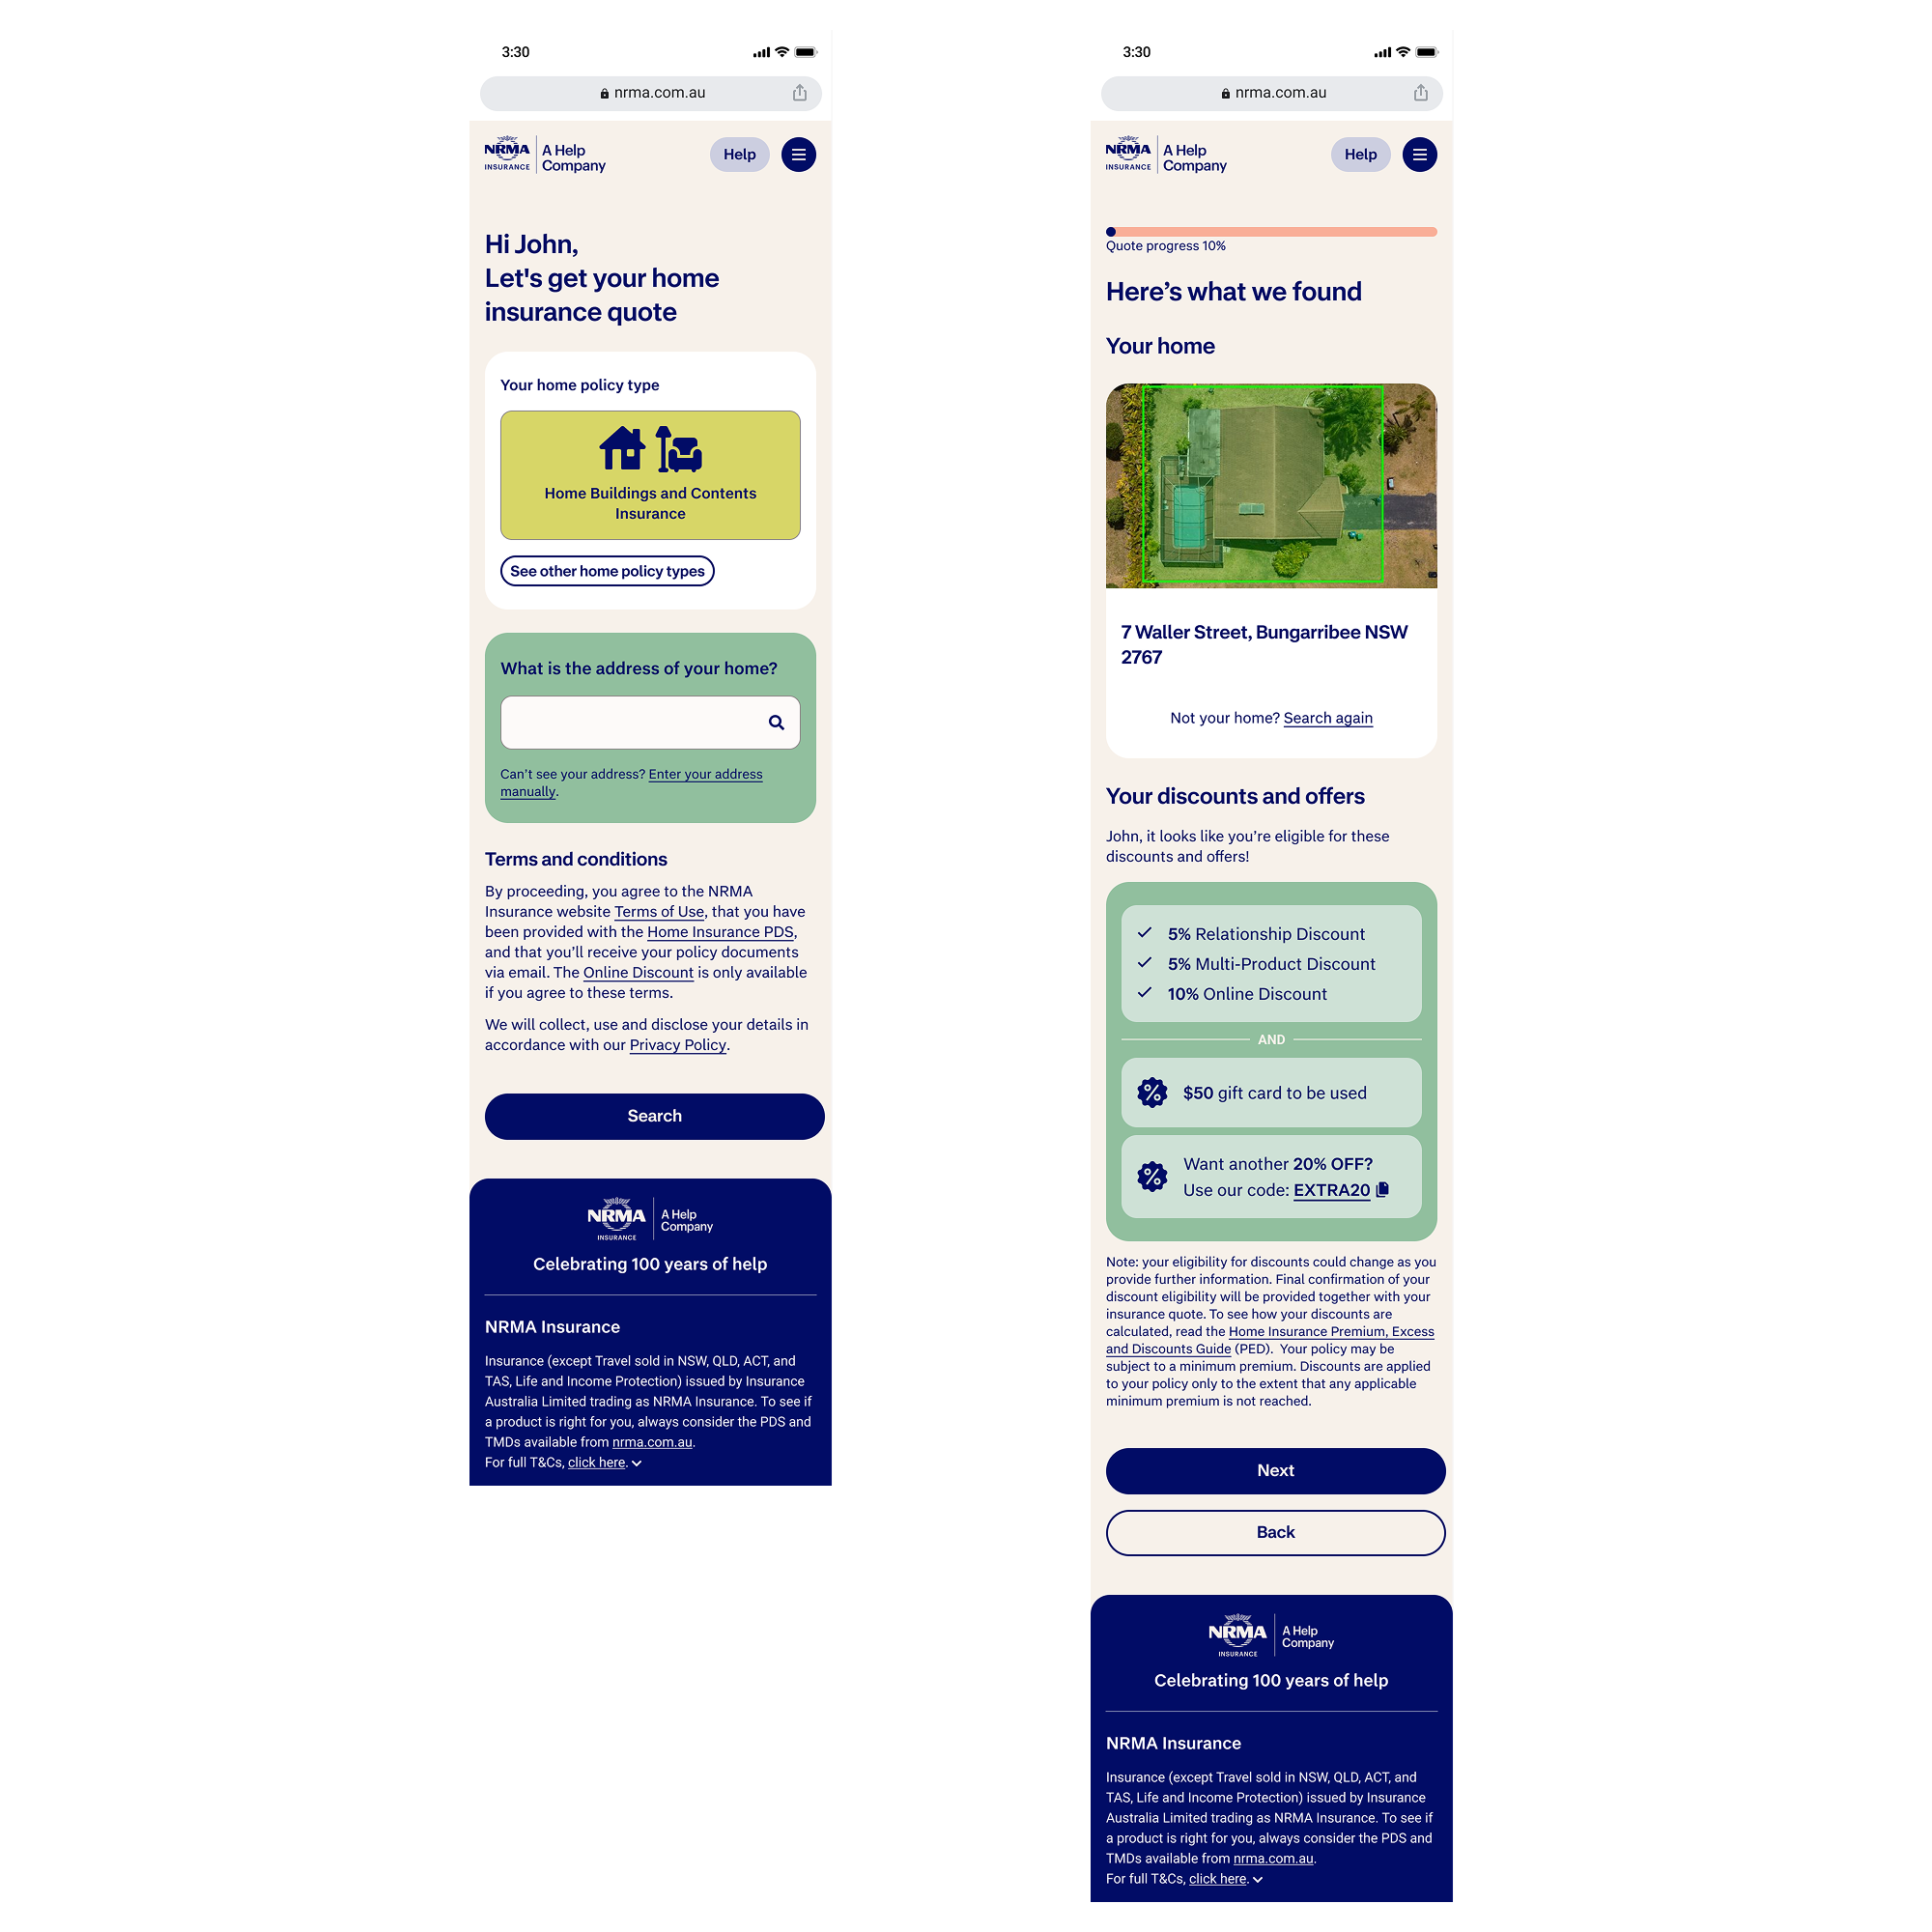 3:30
nrma.com.au
NRMA
INSURANCE
A Help
Company
Help
Hi John,
Let's get your home
insurance quote
Your home policy type
Home Buildings and Contents
Insurance
See other home policy types
What is the address of your home?
Can't see your address? Enter your address
manually.
Terms and conditions
By proceeding, you agree to the NRMA
Insurance website Terms of Use, that you have
been provided with the Home Insurance PDS,
and that you'll receive your policy documents
via email. The Online Discount is only available
if you agree to these terms.
We will collect, use and disclose your details in
accordance with our Privacy Policy.
Search
NRMA
INSURANCE
A Help
Company
Celebrating 100 years of help
NRMA Insurance
Insurance (except Travel sold in NSW, QLD, ACT, and
TAS, Life and Income Protection) issued by Insurance
Australia Limited trading as NRMA Insurance. To see if
a product is right for you, always consider the PDS and
TMDs available from nrma.com.au.
For full T&Cs, click here.
3:30
nrma.com.au
NRMA
INSURANCE
A Help
Company
Help
Quote progress 10%
Here's what we found
Your home
7 Waller Street, Bungarribee NSW
2767
Not your home? Search again
Your discounts and offers
John, it looks like you're eligible for these
discounts and offers!
5% Relationship Discount
5% Multi-Product Discount
10% Online Discount
AND
$50 gift card to be used
Want another 20% OFF?
Use our code: EXTRA20
Note: your eligibility for discounts could change as you
provide further information. Final confirmation of your
discount eligibility will be provided together with your
insurance quote. To see how your discounts are
calculated, read the Home Insurance Premium, Excess
and Discounts Guide (PED). Your policy may be
subject to a minimum premium. Discounts are applied
to your policy only to the extent that any applicable
minimum premium is not reached.
Next
Back
NRMA
INSURANCE
A Help
Company
Celebrating 100 years of help
NRMA Insurance
Insurance (except Travel sold in NSW, QLD, ACT, and
TAS, Life and Income Protection) issued by Insurance
Australia Limited trading as NRMA Insurance. To see if
a product is right for you, always consider the PDS and
TMDs available from nrma.com.au.
For full T&Cs, click here.